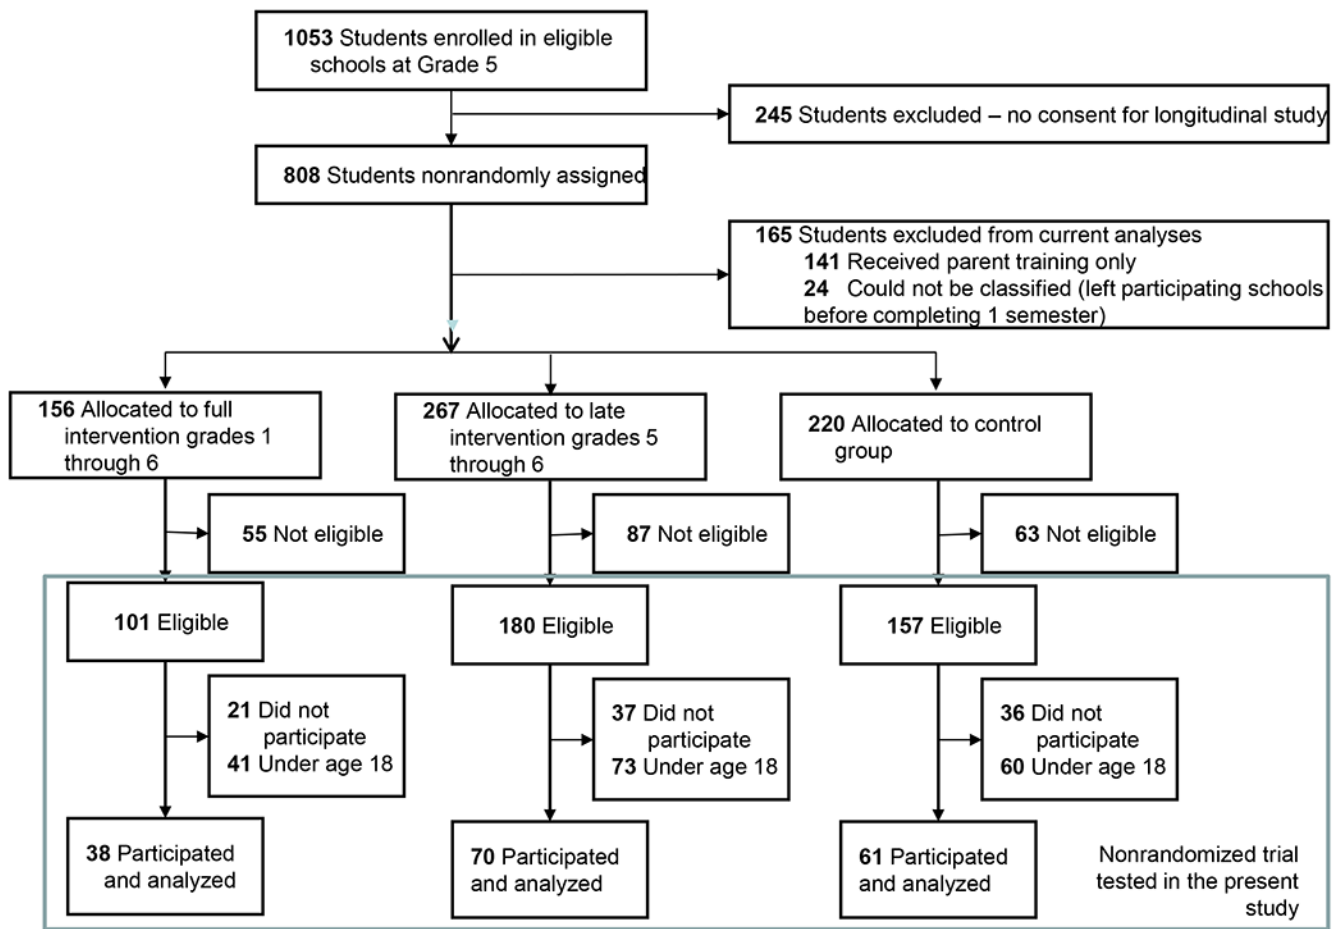 1053 Students enrolled in eligible
schools at Grade 5
245 Students excluded – no consent for longitudinal study
808 Students nonrandomly assigned
165 Students excluded from current analyses
141 Received parent training only
24 Could not be classified (left participating schools
before completing 1 semester)
156 Allocated to full
intervention grades 1
through 6
267 Allocated to late
intervention grades 5
through 6
220 Allocated to control
group
55 Not eligible
87 Not eligible
63 Not eligible
101 Eligible
180 Eligible
157 Eligible
21 Did not
participate
41 Under age 18
37 Did not
participate
73 Under age 18
36 Did not
participate
60 Under age 18
38 Participated
and analyzed
70 Participated
and analyzed
61 Participated
and analyzed
Nonrandomized trial
tested in the present
study